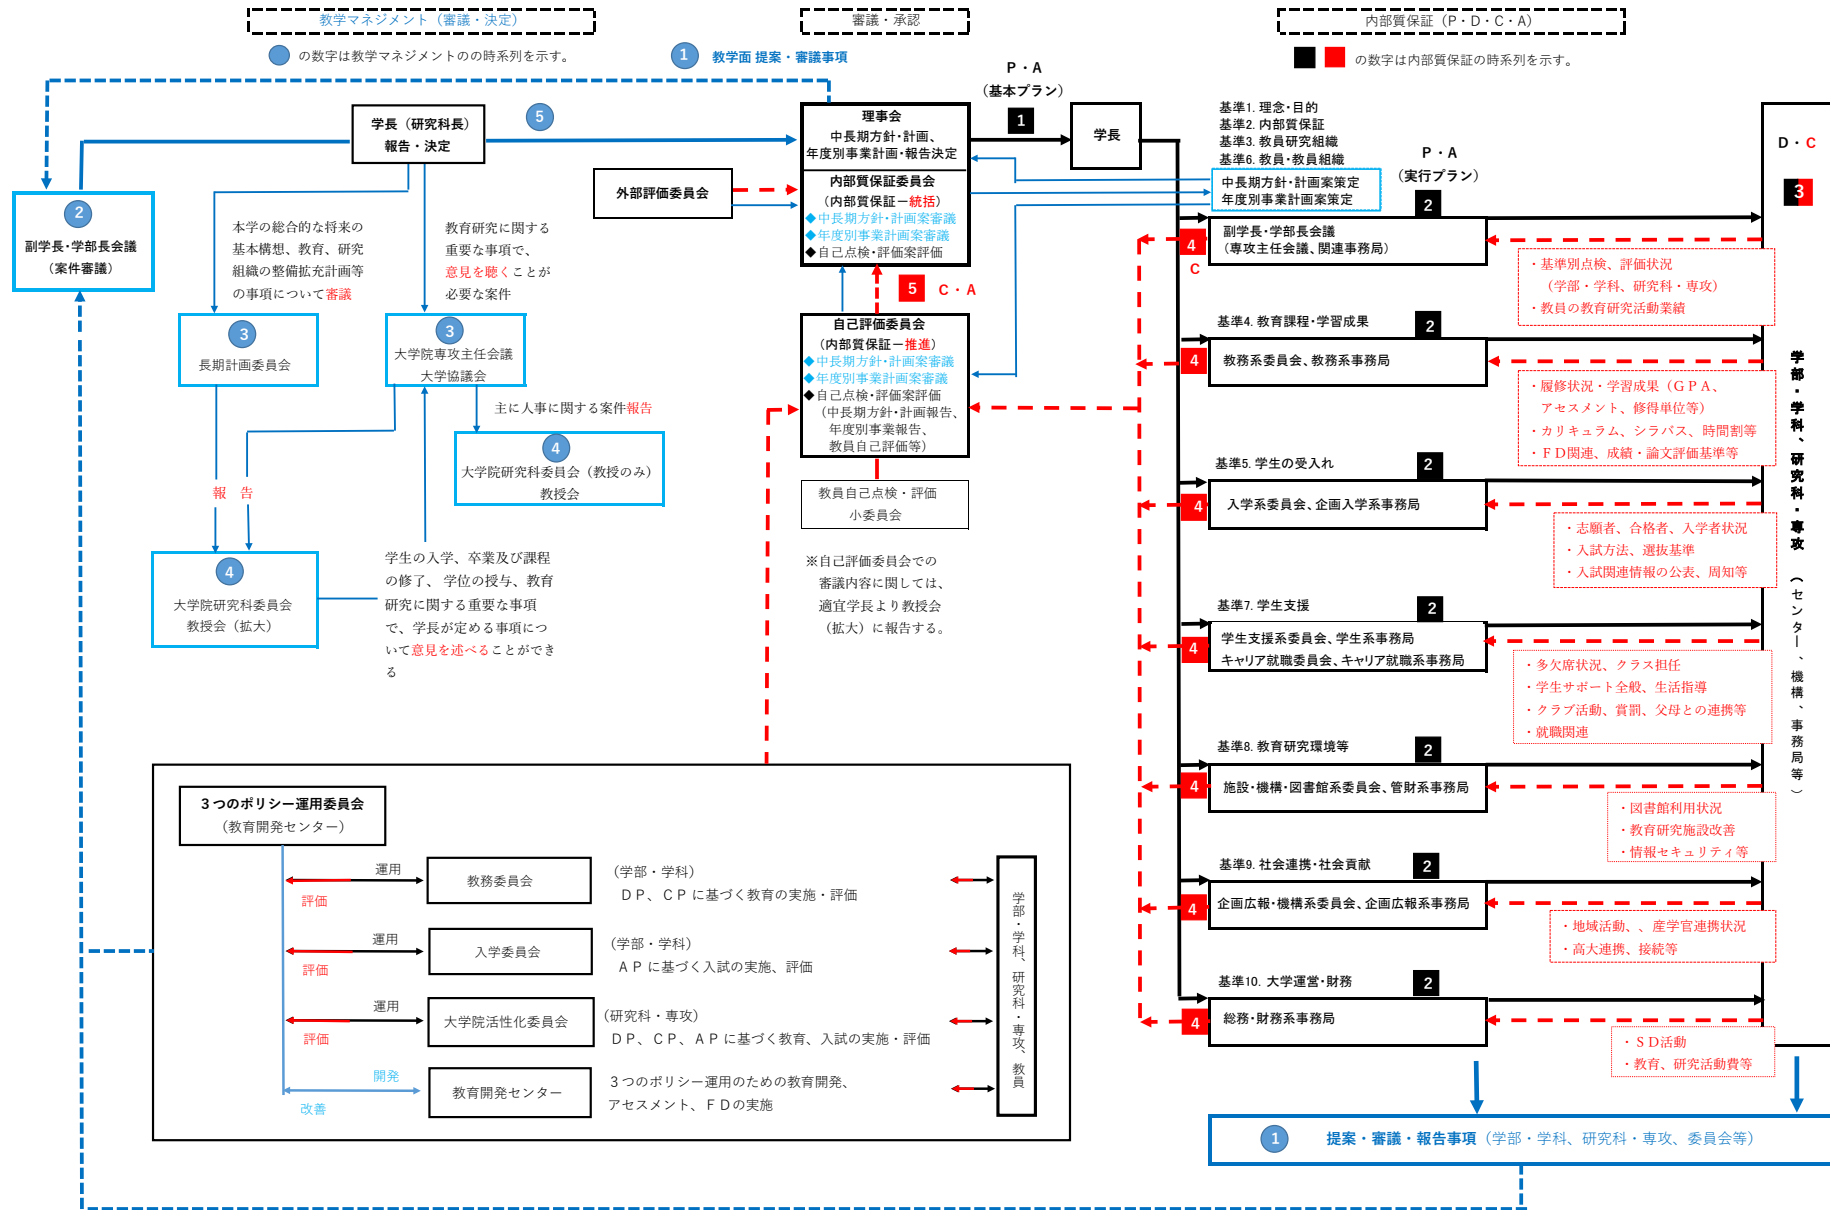 教学マネジメント（審議・決定）
審議・承認
内部質保証（P・D・C・A）
の数字は教学マネジメントのの時系列を示す。
1 教学面 提案・審議事項
の数字は内部質保証の時系列を示す。
学長（研究科長）
報告・決定
5
2
副学長・学部長会議
（案件審議）
本学の総合的な将来の
基本構想、教育、研究
組織の整備拡充計画等
の事項について審議
教育研究に関する
重要な事項で、
意見を聴くことが
必要な案件
3
長期計画委員会
3
大学院専攻主任会議
大学協議会
主に人事に関する案件報告
4
大学院研究科委員会（教授のみ）
教授会
報 告
4
大学院研究科委員会
教授会（拡大）
学生の入学、卒業及び課程
の修了、 学位の授与、教育
研究に関する重要な事項
で、学長が定める事項につ
いて意見を述べることができ
る
外部評価委員会
理事会
中長期方針・計画、
年度別事業計画・報告決定
内部質保証委員会
（内部質保証－統括）
◆中長期方針・計画案審議
◆年度別事業計画案審議
◆自己点検・評価案評価
5 C・A
自己評価委員会
（内部質保証－推進）
◆中長期方針・計画案審議
◆年度別事業計画案審議
◆自己点検・評価案評価
（中長期方針・計画報告、
年度別事業報告、
教員自己評価等）
教員自己点検・評価
小委員会
※自己評価委員会での
審議内容に関しては、
適宜学長より教授会
（拡大）に報告する。
P・A
（基本プラン）
1
学長
基準1. 理念・目的
基準2. 内部質保証
基準3. 教員研究組織
基準6. 教員・教員組織
中長期方針・計画案策定
年度別事業計画案策定
P・A
（実行プラン）
2
副学長・学部長会議
（専攻主任会議、関連事務局）
4
C
・基準別点検、評価状況
（学部・学科、研究科・専攻）
・教員の教育研究活動業績
基準4. 教育課程・学習成果
2
教務系委員会、教務系事務局
4
・履修状況・学習成果（ＧＰＡ、
アセスメント、修得単位等）
・カリキュラム、シラバス、時間割等
・ＦＤ関連、成績・論文評価基準等
基準5. 学生の受入れ
2
入学系委員会、企画入学系事務局
4
・志願者、合格者、入学者状況
・入試方法、選抜基準
・入試関連情報の公表、周知等
基準7. 学生支援
2
学生支援系委員会、学生系事務局
キャリア就職委員会、キャリア就職系事務局
4
・多欠席状況、クラス担任
・学生サポート全般、生活指導
・クラブ活動、賞罰、父母との連携等
・就職関連
基準8. 教育研究環境等
2
施設・機構・図書館系委員会、管財系事務局
4
・図書館利用状況
・教育研究施設改善
・情報セキュリティ等
基準9. 社会連携・社会貢献
2
企画広報・機構系委員会、企画広報系事務局
4
・地域活動、、産学官連携状況
・高大連携、接続等
基準10. 大学運営・財務
2
総務・財務系事務局
4
・ＳＤ活動
・教育、研究活動費等
D・C
3
学部・学科、研究科・専攻（センター、機構、事務局等）
３つのポリシー運用委員会
（教育開発センター）
運用
評価
教務委員会
（学部・学科）
ＤＰ、ＣＰに基づく教育の実施・評価
運用
評価
入学委員会
（学部・学科）
ＡＰに基づく入試の実施、評価
運用
評価
大学院活性化委員会
（研究科・専攻）
ＤＰ、ＣＰ、ＡＰに基づく教育、入試の実施・評価
開発
改善
教育開発センター
３つのポリシー運用のための教育開発、
アセスメント、ＦＤの実施
学部・学科、研究科・専攻、教員
1 提案・審議・報告事項（学部・学科、研究科・専攻、委員会等）